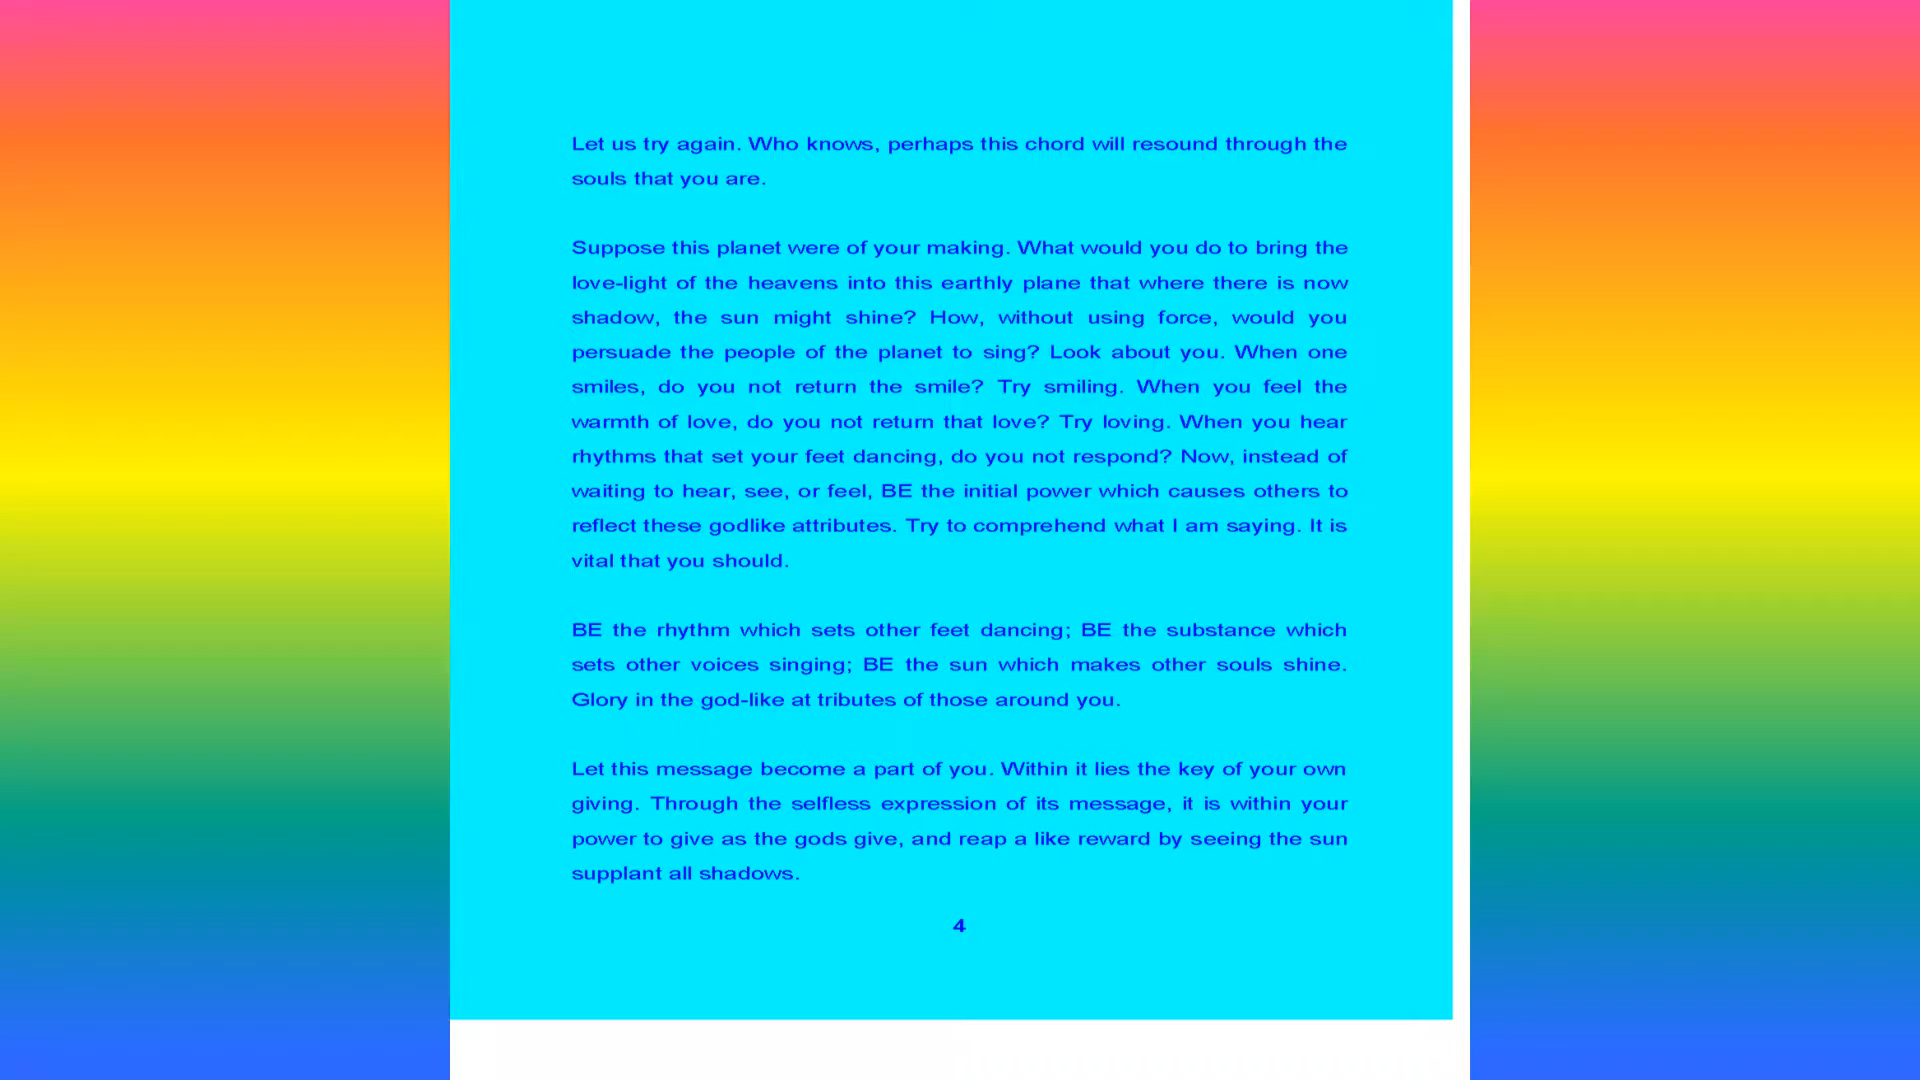 Let us try again. Who knows, perhaps this chord will resound through the
souls that you are.
Suppose this planet were of your making. What would you do to bring the
love-light of the heavens into this earthly plane that where there is now
shadow, the sun might shine? How, without using force, would you
persuade the people of the planet to sing? Look about you. When one
smiles, do you not return the smile? Try smiling. When you feel the
warmth of love, do you not return that love? Try loving. When you hear
rhythms that set your feet dancing, do you not respond? Now, instead of
waiting to hear, see, or feel, BE the initial power which causes others to
reflect these godlike attributes. Try to comprehend what I am saying. It is
vital that you should.
BE the rhythm which sets other feet dancing; BE the substance which
sets other voices singing; BE the sun which makes other souls shine.
Glory in the god-like at tributes of those around you.
Let this message become a part of you. Within it lies the key of your own
giving. Through the selfless expression of its message, it is within your
power to give as the gods give, and reap a like reward by seeing the sun
supplant all shadows.
4